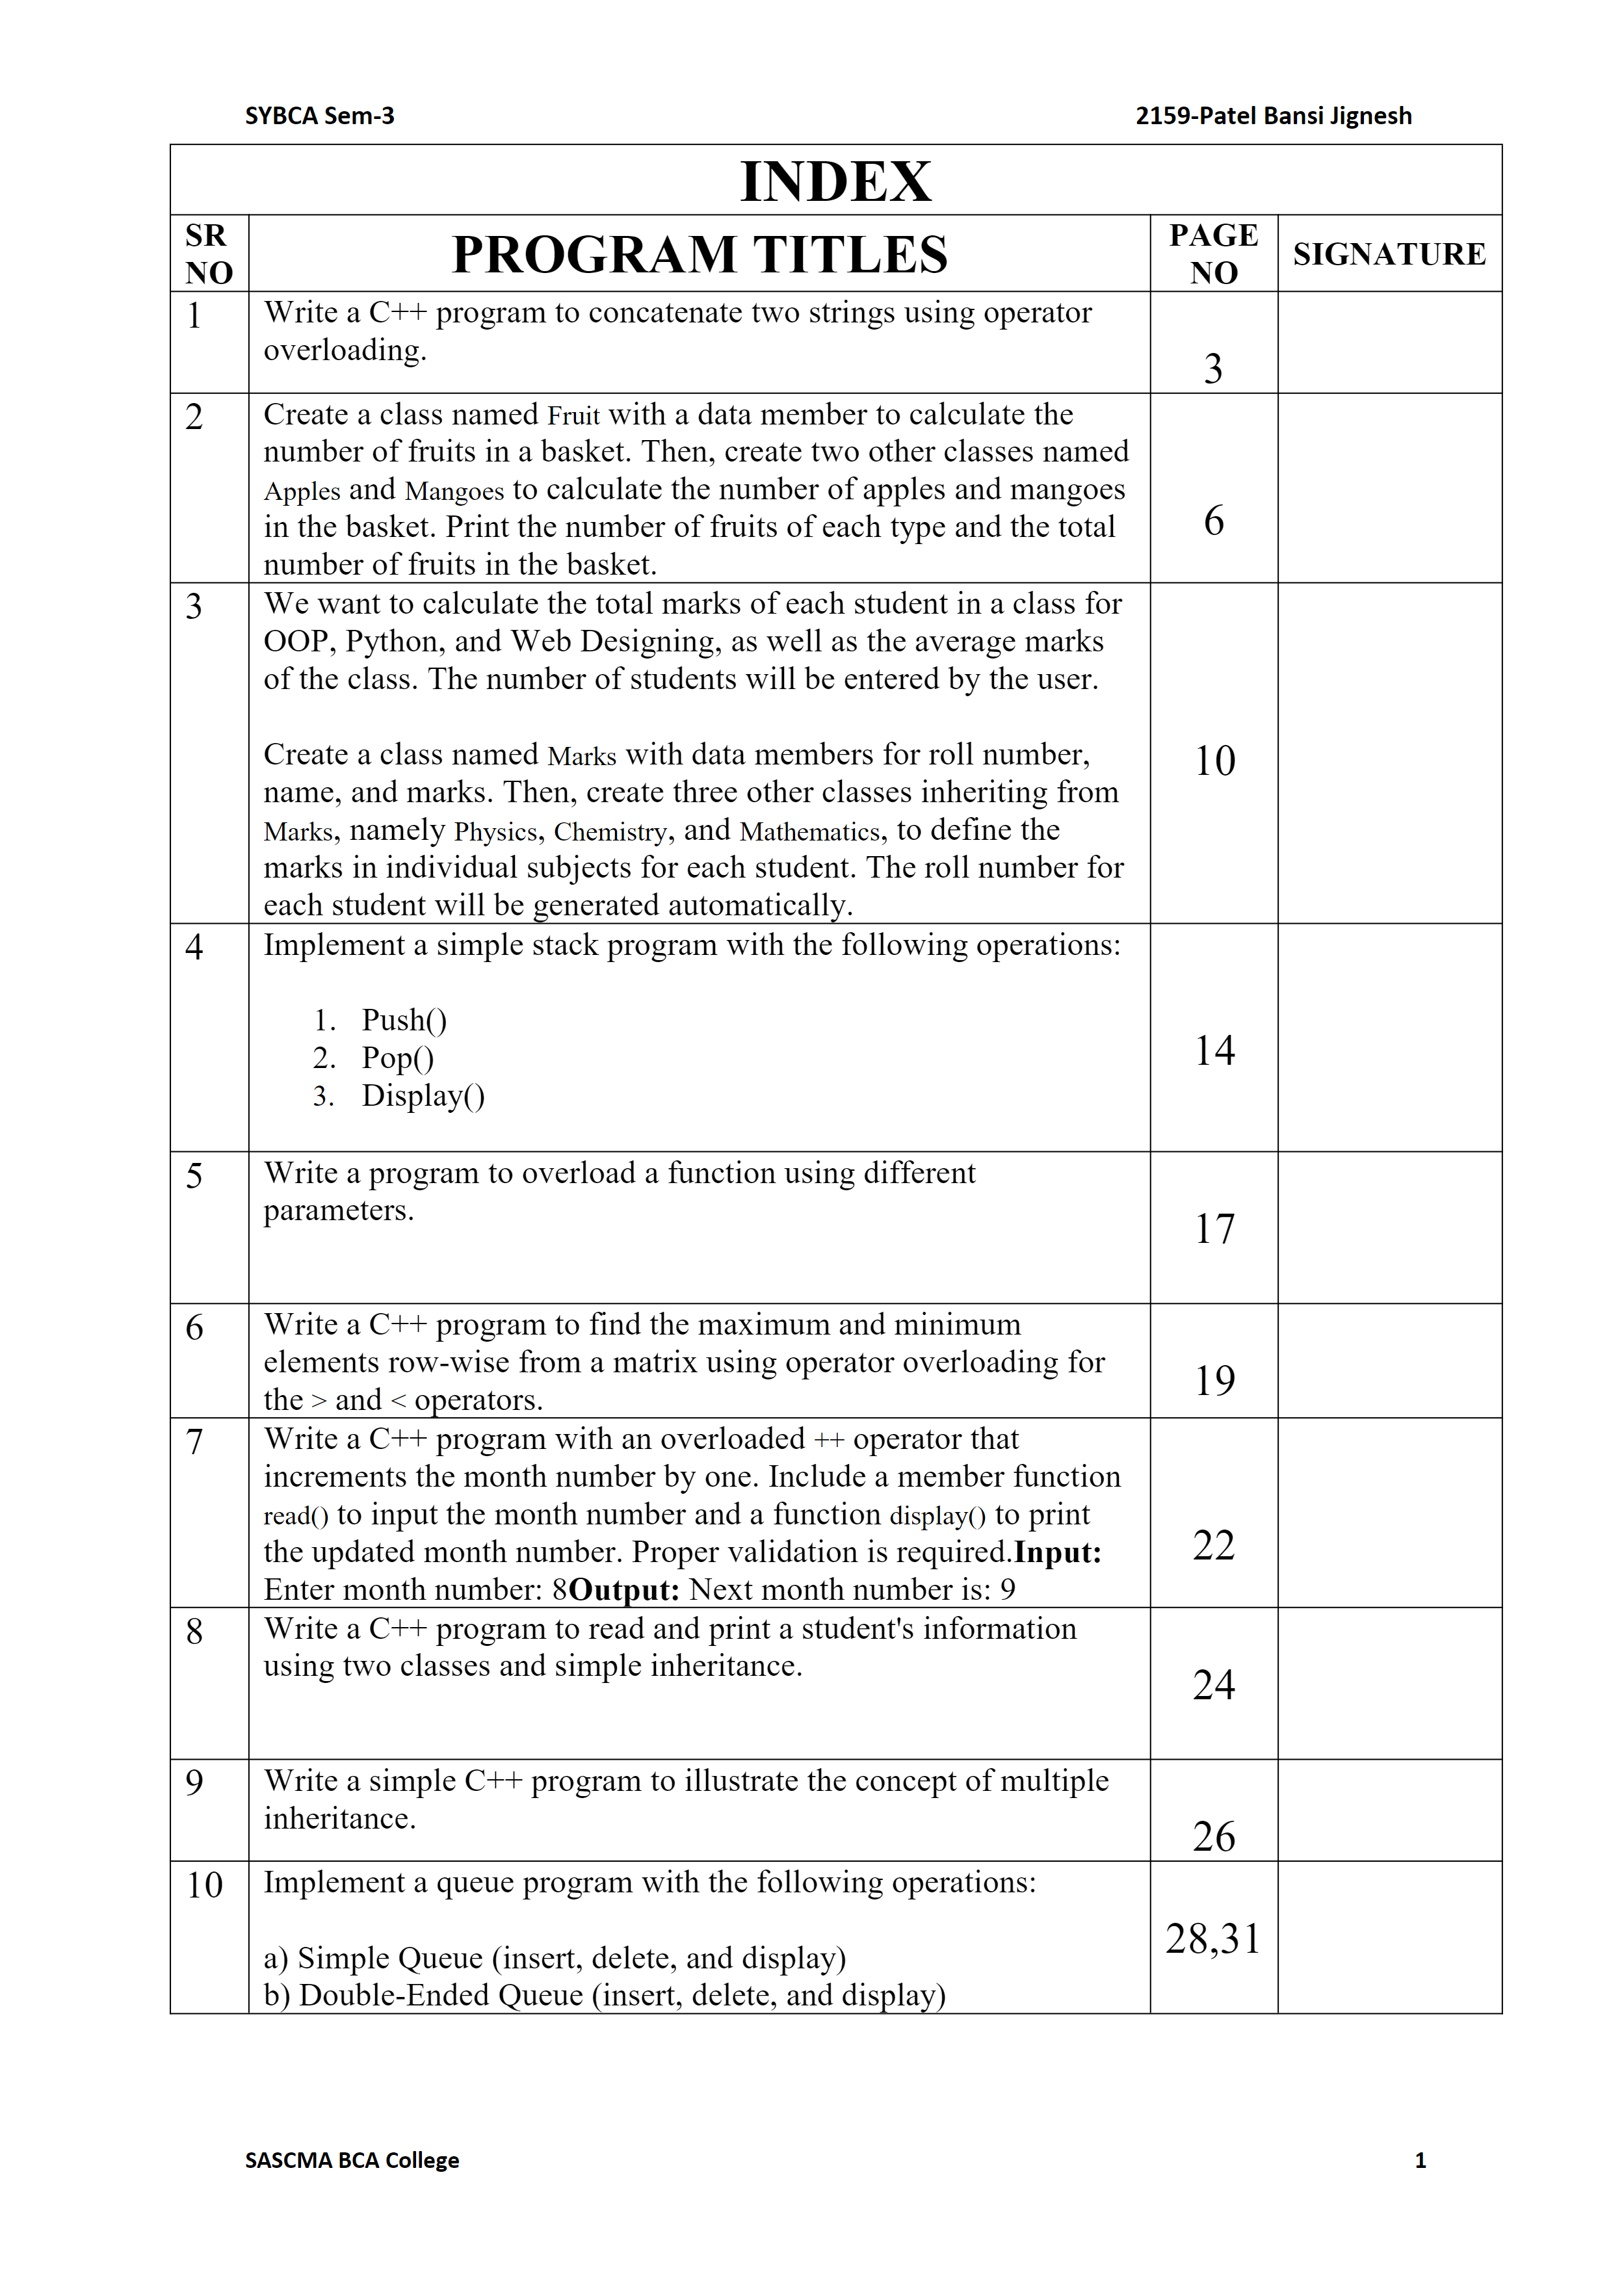 SYBCA Sem-3 2159-Patel Bansi Jignesh
INDEX
SR NO PROGRAM TITLES PAGE NO SIGNATURE
1 Write a C++ program to concatenate two strings using operator
overloading.
3
2 Create a class named Fruit with a data member to calculate the
number of fruits in a basket. Then, create two other classes named
Apples and Mangoes to calculate the number of apples and mangoes
in the basket. Print the number of fruits of each type and the total
number of fruits in the basket.
6
3 We want to calculate the total marks of each student in a class for
OOP, Python, and Web Designing, as well as the average marks
of the class. The number of students will be entered by the user.
Create a class named Marks with data members for roll number,
name, and marks. Then, create three other classes inheriting from
Marks, namely Physics, Chemistry, and Mathematics, to define the
marks in individual subjects for each student. The roll number for
each student will be generated automatically.
10
4 Implement a simple stack program with the following operations:
1. Push()
2. Pop()
3. Display()
14
5 Write a program to overload a function using different
parameters.
17
6 Write a C++ program to find the maximum and minimum
elements row-wise from a matrix using operator overloading for
the > and < operators.
19
7 Write a C++ program with an overloaded ++ operator that
increments the month number by one. Include a member function
read() to input the month number and a function display() to print
the updated month number. Proper validation is required.Input:
Enter month number: 8Output: Next month number is: 9
22
8 Write a C++ program to read and print a student's information
using two classes and simple inheritance.
24
9 Write a simple C++ program to illustrate the concept of multiple
inheritance.
26
10 Implement a queue program with the following operations:
a) Simple Queue (insert, delete, and display)
b) Double-Ended Queue (insert, delete, and display)
28,31
SASCMA BCA College 1